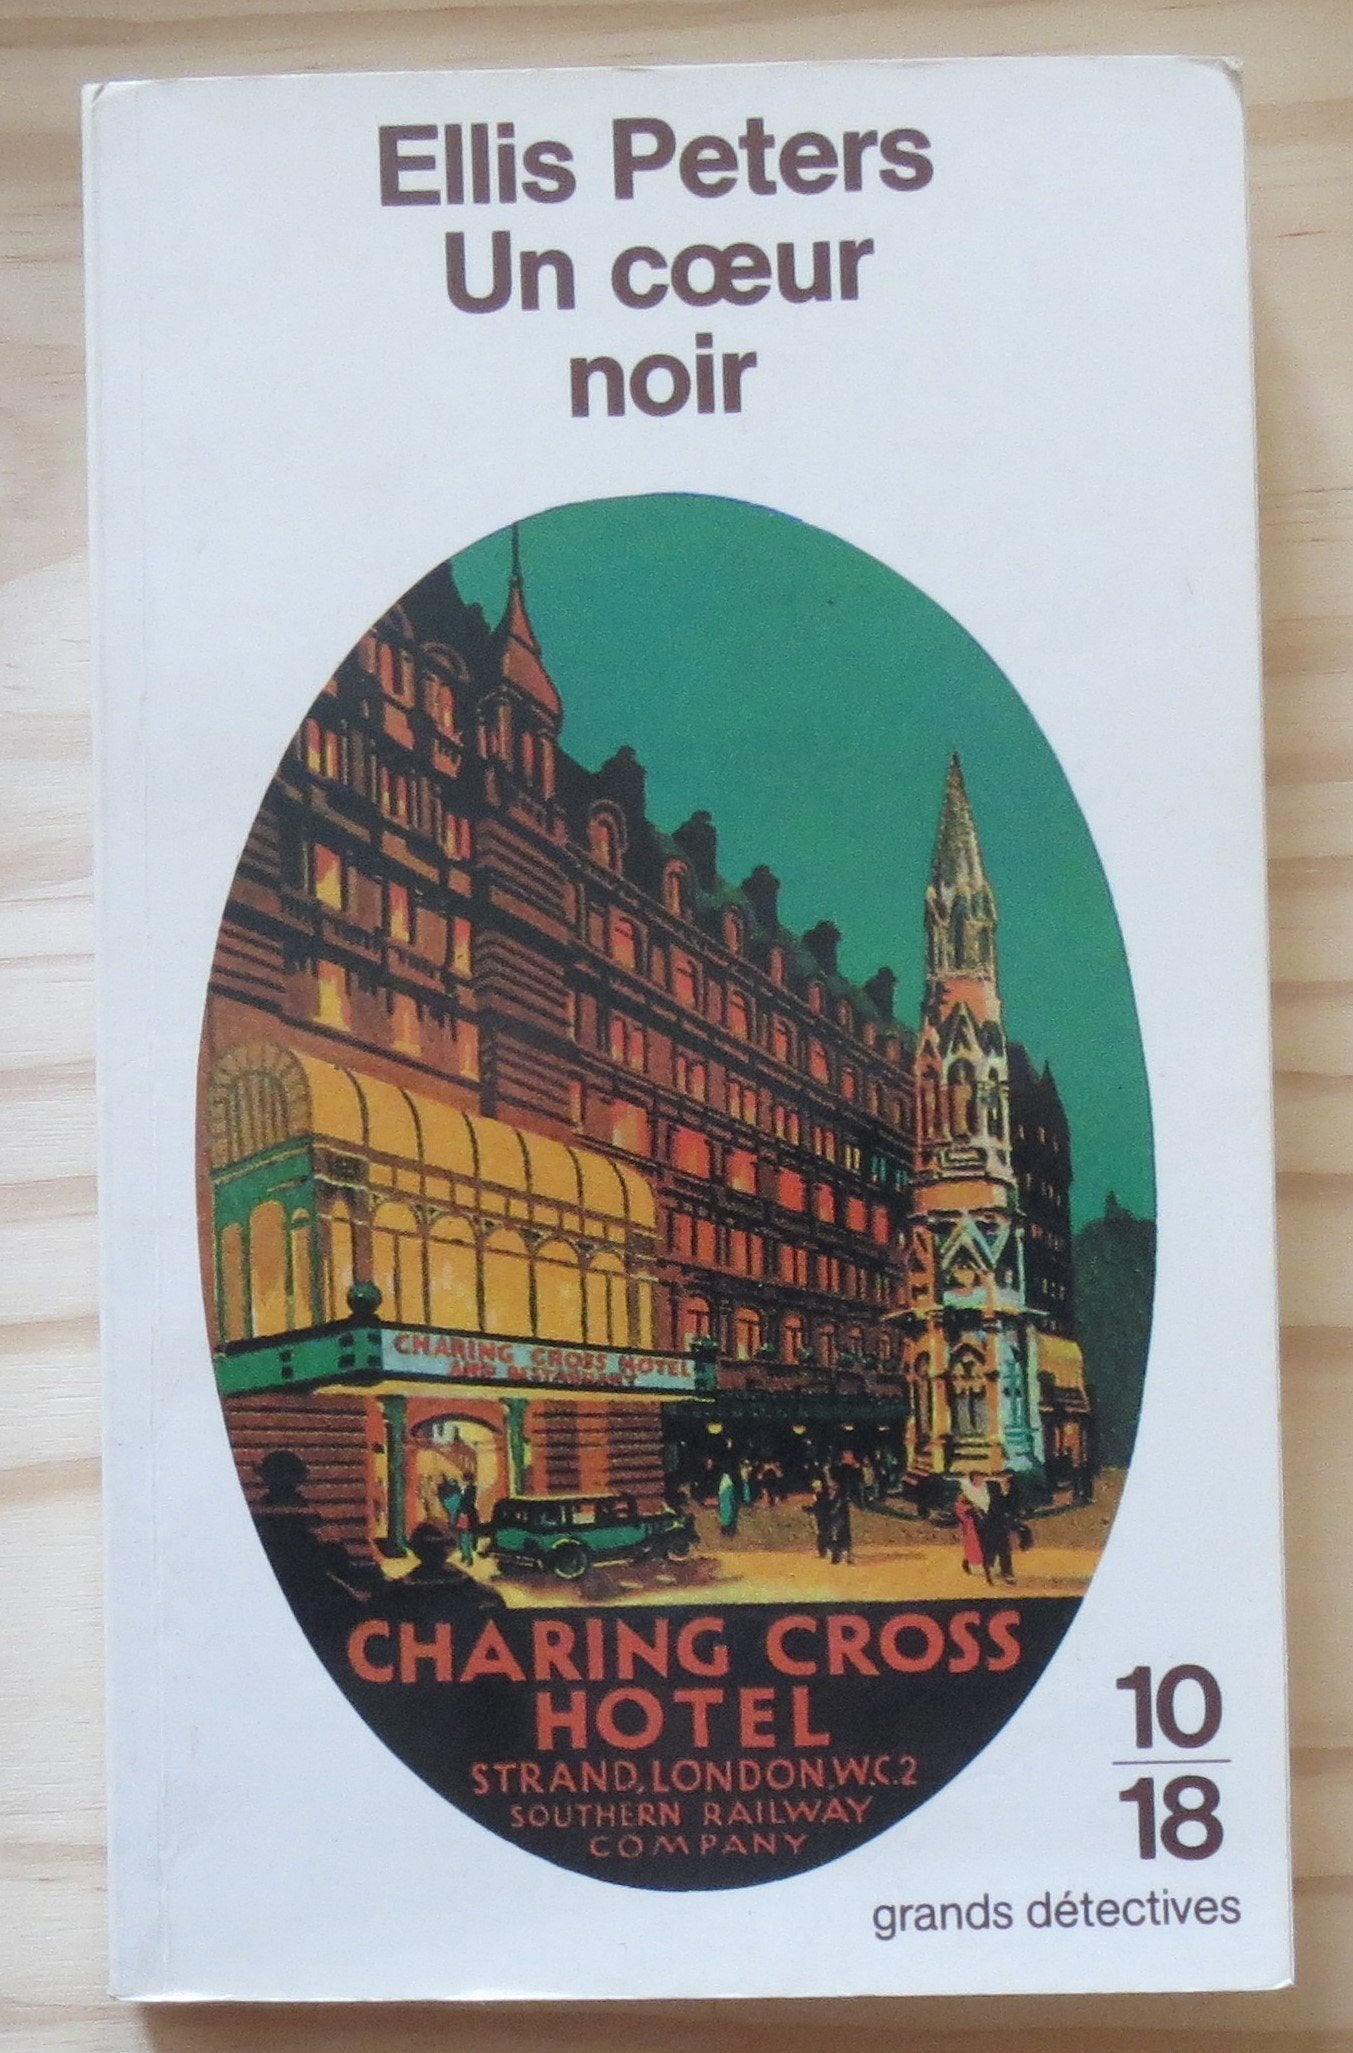 Ellis Peters
Un cœur
noir
CHARING CROSS HOTEL
AND RESTAURANT
CHARING CROSS
HOTEL
STRAND, LONDON, W.C.2
SOUTHERN RAILWAY
COMPANY
10
18
grands détectives